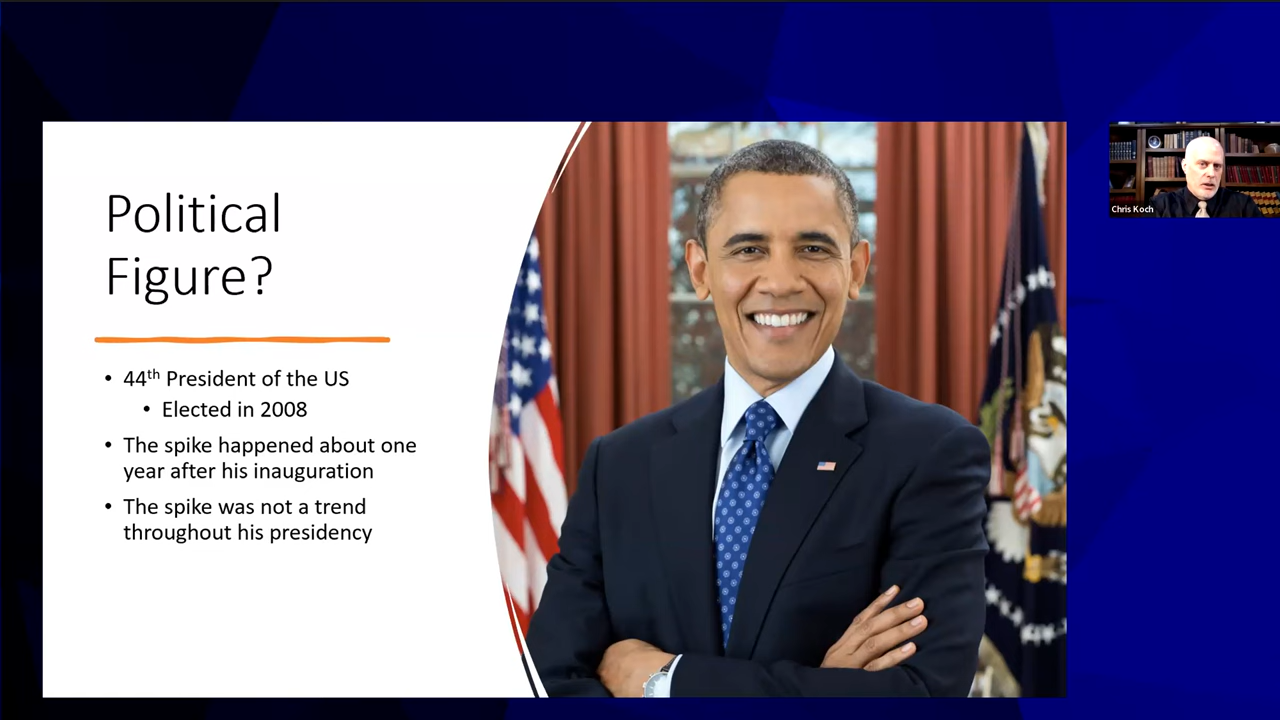 Political
Figure?
• 44th President of the US
• Elected in 2008
• The spike happened about one
year after his inauguration
• The spike was not a trend
throughout his presidency
Chris Koch